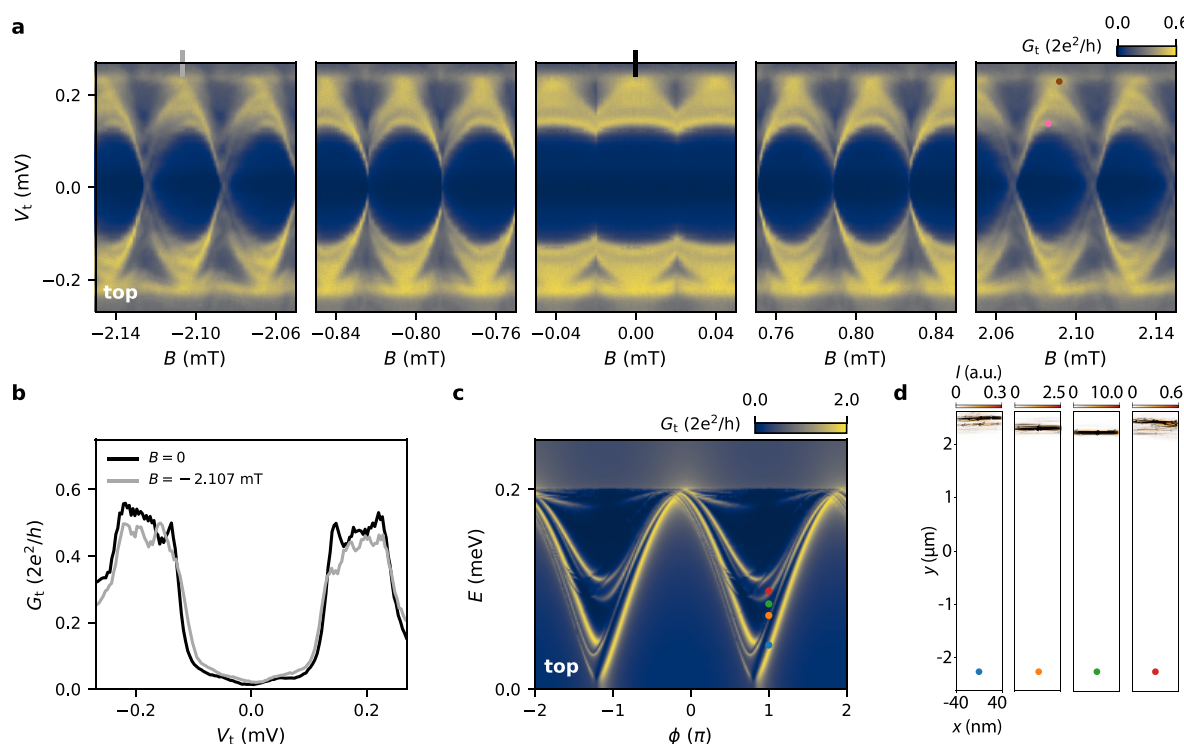 a
0.0 0.6
Gt (2e²/h)
Vt (mV)
0.2
0.0
−0.2
top
−2.14 −2.10 −2.06
B (mT)
−0.84 −0.80 −0.76
B (mT)
−0.04 0.00 0.04
B (mT)
0.76 0.80 0.84
B (mT)
2.06 2.10 2.14
B (mT)
b
B = 0
B = −2.107 mT
Gt (2e²/h)
0.6
0.4
0.2
0.0
−0.2 0.0 0.2
Vt (mV)
c
0.0 2.0
Gt (2e²/h)
E (meV)
0.2
0.0
top
−2 −1 0 1 2
ϕ (π)
d
I (a.u.)
0 0.3 0 2.5 0 10.0 0 0.6
y (μm)
2
1
0
-1
-2
-40 40
x (nm)